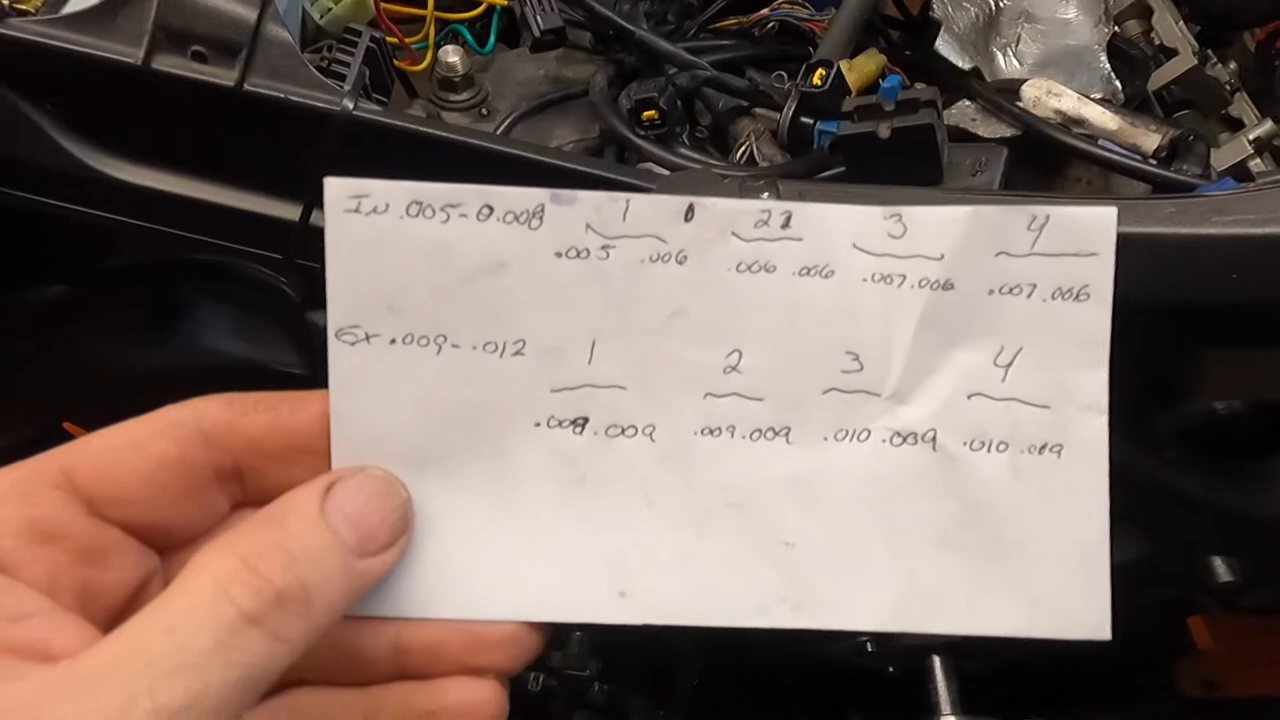 IN .005-0.008 1 2 3 4
.005 .006 .006 .006 .007 .006 .007 .006
Ex .009-.012 1 2 3 4
.009 .009 .009 .009 .010 .009 .010 .009